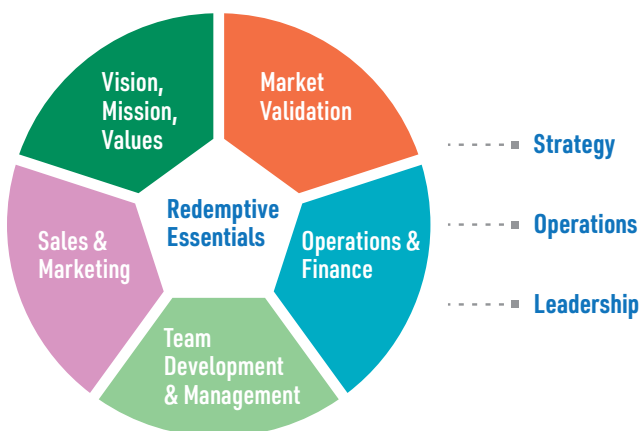 Vision,
Mission,
Values
Market
Validation
Redemptive
Essentials
Sales &
Marketing
Operations &
Finance
Team
Development
& Management
Strategy
Operations
Leadership